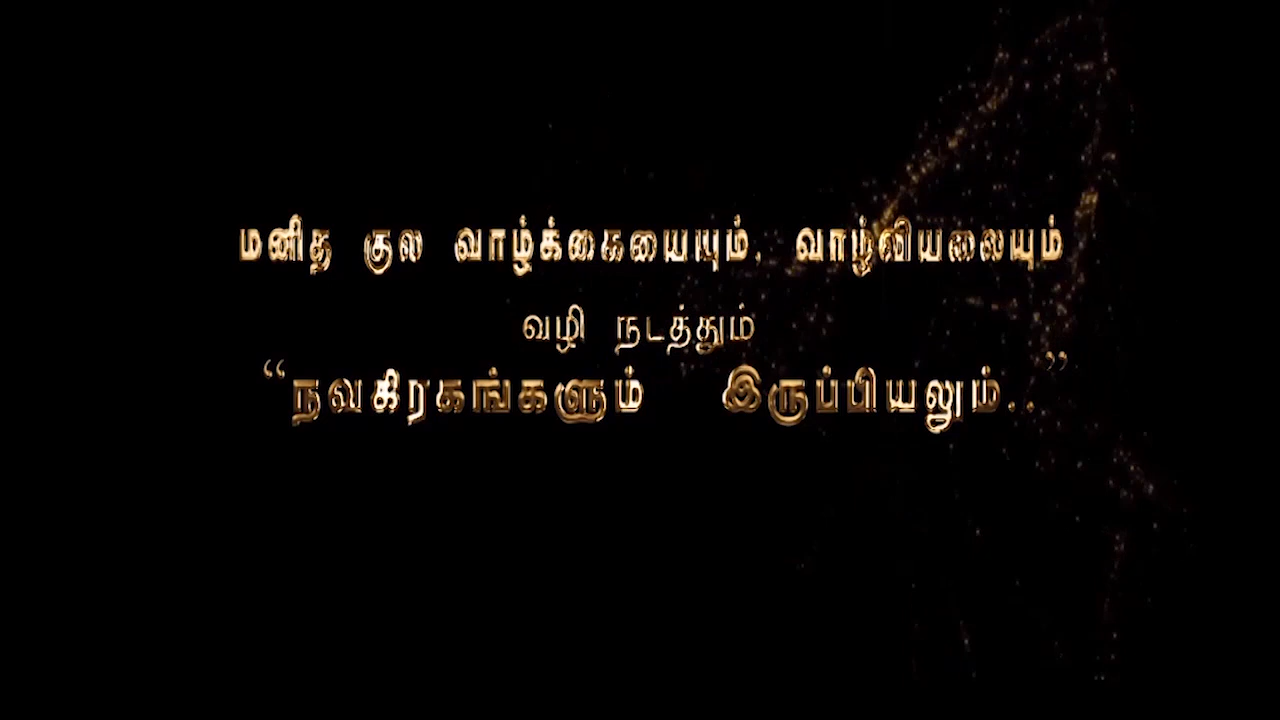 மனித குல வாழ்க்கையையும், வாழ்வியலையும்
வழி நடத்தும்
“நவகிரகங்களும் இருப்பியலும்..”